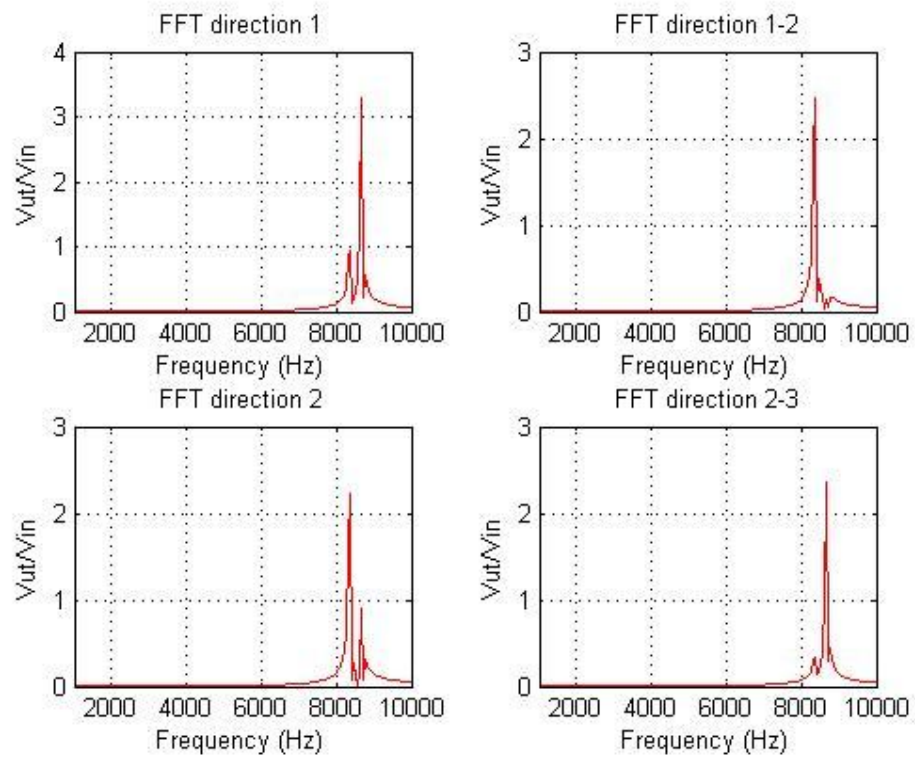 FFT direction 1
4
3
2
1
0
Vut/Vin
2000 4000 6000 8000 10000
Frequency (Hz)
FFT direction 1-2
3
2
1
0
Vut/Vin
2000 4000 6000 8000 10000
Frequency (Hz)
FFT direction 2
3
2
1
0
Vut/Vin
2000 4000 6000 8000 10000
Frequency (Hz)
FFT direction 2-3
3
2
1
0
Vut/Vin
2000 4000 6000 8000 10000
Frequency (Hz)